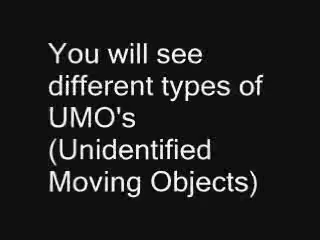 You will see
different types of
UMO's
(Unidentified
Moving Objects)